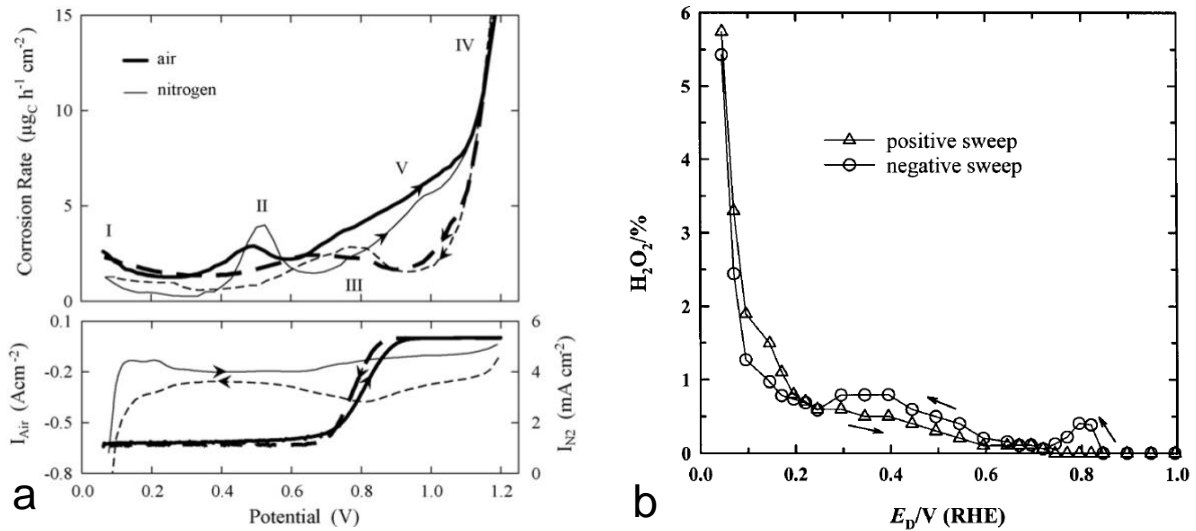 15
10
5
0
Corrosion Rate (µg_C h⁻¹ cm⁻²)
air
nitrogen
I
II
III
IV
V
0.1
-0.2
-0.5
-0.8
I_Air (Acm⁻²)
6
4
2
0
I_N2 (mA cm⁻²)
0.0 0.2 0.4 0.6 0.8 1.0 1.2
Potential (V)
a
6
5
4
3
2
1
0
H₂O₂/%
positive sweep
negative sweep
0.0 0.2 0.4 0.6 0.8 1.0
E_D/V (RHE)
b